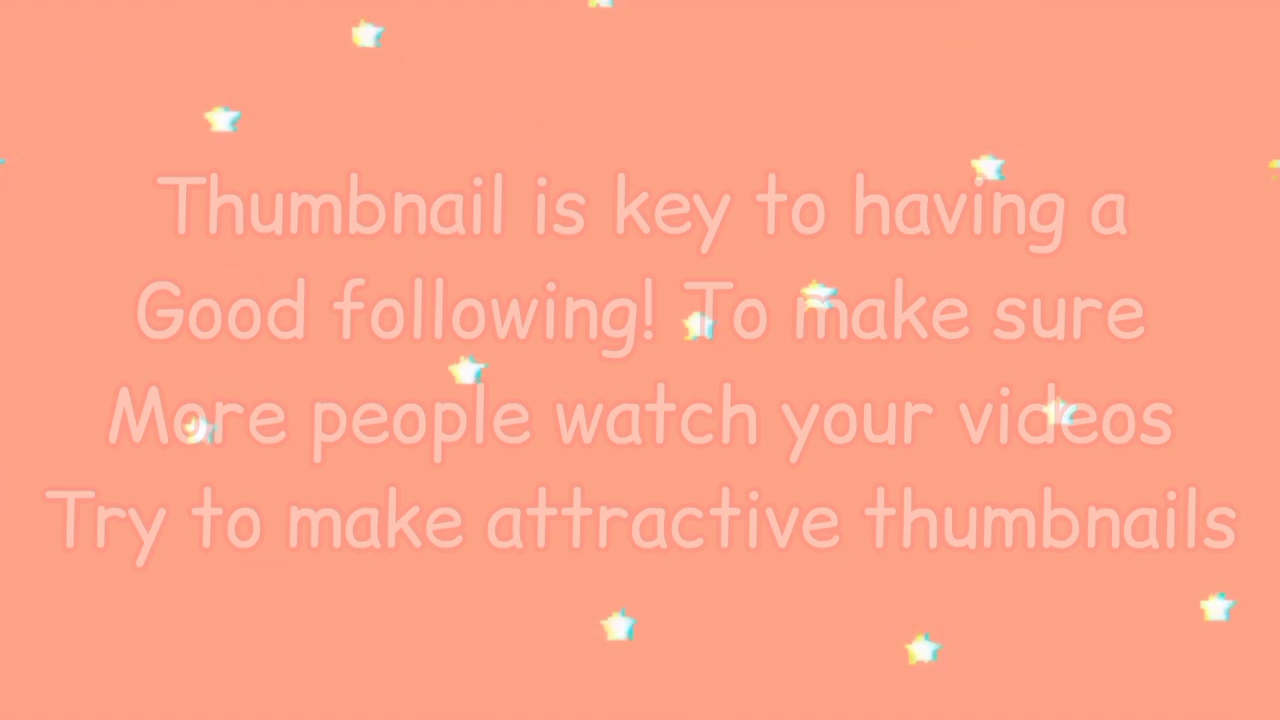 Thumbnail is key to having a
Good following! To make sure
More people watch your videos
Try to make attractive thumbnails